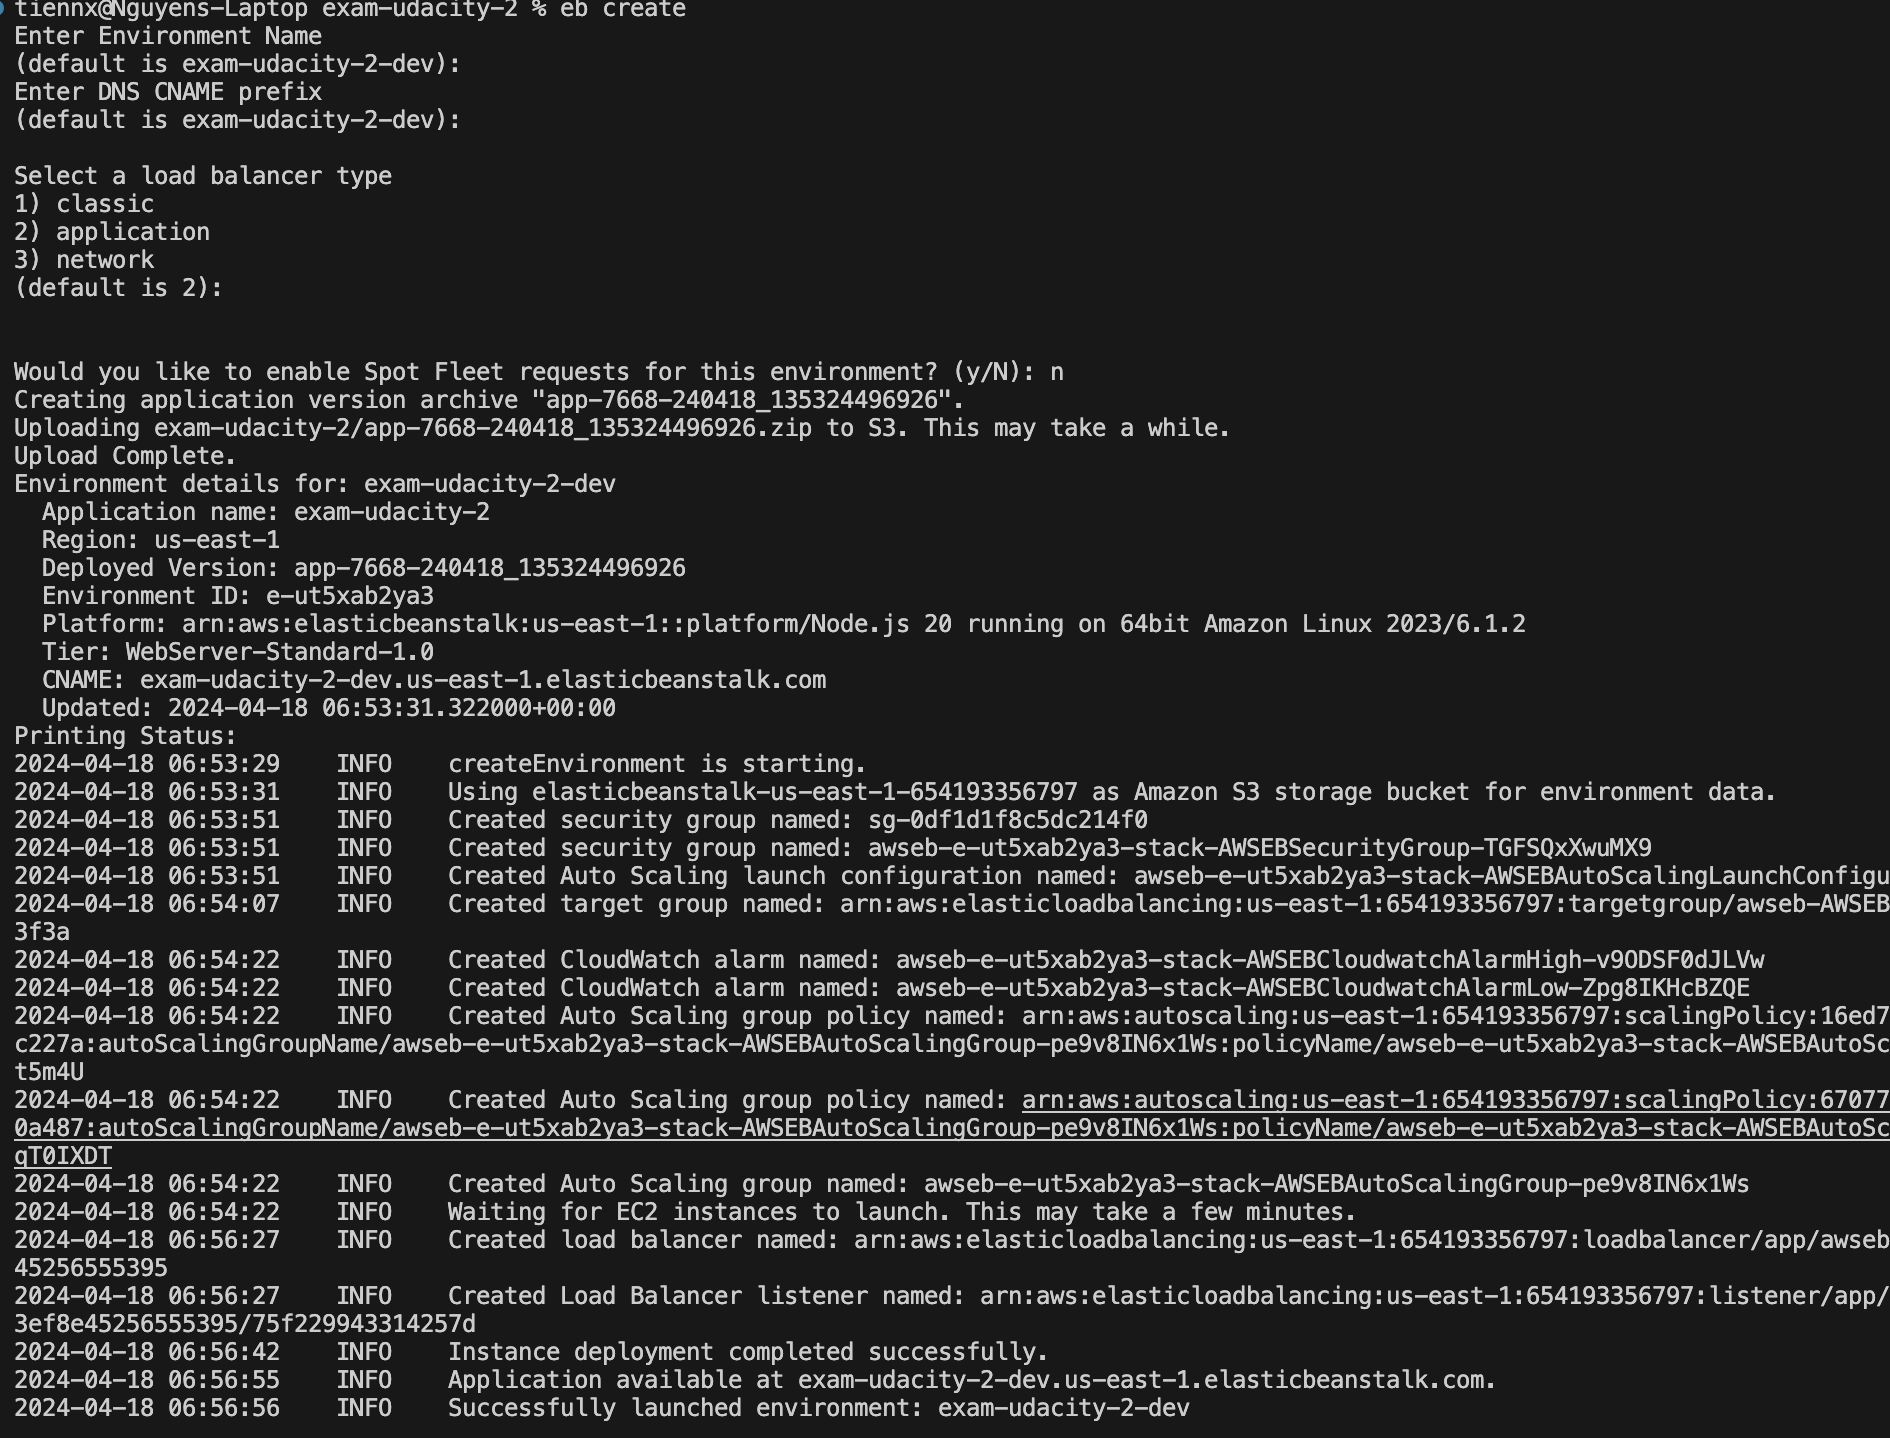 tiennx@Nguyens-Laptop exam-udacity-2 % eb create
Enter Environment Name
(default is exam-udacity-2-dev):
Enter DNS CNAME prefix
(default is exam-udacity-2-dev):
Select a load balancer type
1) classic
2) application
3) network
(default is 2):
Would you like to enable Spot Fleet requests for this environment? (y/N): n
Creating application version archive "app-7668-240418_135324496926".
Uploading exam-udacity-2/app-7668-240418_135324496926.zip to S3. This may take a while.
Upload Complete.
Environment details for: exam-udacity-2-dev
  Application name: exam-udacity-2
  Region: us-east-1
  Deployed Version: app-7668-240418_135324496926
  Environment ID: e-ut5xab2ya3
  Platform: arn:aws:elasticbeanstalk:us-east-1::platform/Node.js 20 running on 64bit Amazon Linux 2023/6.1.2
  Tier: WebServer-Standard-1.0
  CNAME: exam-udacity-2-dev.us-east-1.elasticbeanstalk.com
  Updated: 2024-04-18 06:53:31.322000+00:00
Printing Status:
2024-04-18 06:53:29    INFO    createEnvironment is starting.
2024-04-18 06:53:31    INFO    Using elasticbeanstalk-us-east-1-654193356797 as Amazon S3 storage bucket for environment data.
2024-04-18 06:53:51    INFO    Created security group named: sg-0df1d1f8c5dc214f0
2024-04-18 06:53:51    INFO    Created security group named: awseb-e-ut5xab2ya3-stack-AWSEBSecurityGroup-TGFSQxXwuMX9
2024-04-18 06:53:51    INFO    Created Auto Scaling launch configuration named: awseb-e-ut5xab2ya3-stack-AWSEBAutoScalingLaunchConfigu
2024-04-18 06:54:07    INFO    Created target group named: arn:aws:elasticloadbalancing:us-east-1:654193356797:targetgroup/awseb-AWSEB
3f3a
2024-04-18 06:54:22    INFO    Created CloudWatch alarm named: awseb-e-ut5xab2ya3-stack-AWSEBCloudwatchAlarmHigh-v9ODSF0dJLVw
2024-04-18 06:54:22    INFO    Created CloudWatch alarm named: awseb-e-ut5xab2ya3-stack-AWSEBCloudwatchAlarmLow-Zpg8IKHcBZQE
2024-04-18 06:54:22    INFO    Created Auto Scaling group policy named: arn:aws:autoscaling:us-east-1:654193356797:scalingPolicy:16ed7
c227a:autoScalingGroupName/awseb-e-ut5xab2ya3-stack-AWSEBAutoScalingGroup-pe9v8IN6x1Ws:policyName/awseb-e-ut5xab2ya3-stack-AWSEBAutoSc
t5m4U
2024-04-18 06:54:22    INFO    Created Auto Scaling group policy named: arn:aws:autoscaling:us-east-1:654193356797:scalingPolicy:67077
0a487:autoScalingGroupName/awseb-e-ut5xab2ya3-stack-AWSEBAutoScalingGroup-pe9v8IN6x1Ws:policyName/awseb-e-ut5xab2ya3-stack-AWSEBAutoSc
qT0IXDT
2024-04-18 06:54:22    INFO    Created Auto Scaling group named: awseb-e-ut5xab2ya3-stack-AWSEBAutoScalingGroup-pe9v8IN6x1Ws
2024-04-18 06:54:22    INFO    Waiting for EC2 instances to launch. This may take a few minutes.
2024-04-18 06:56:27    INFO    Created load balancer named: arn:aws:elasticloadbalancing:us-east-1:654193356797:loadbalancer/app/awseb
45256555395
2024-04-18 06:56:27    INFO    Created Load Balancer listener named: arn:aws:elasticloadbalancing:us-east-1:654193356797:listener/app/
3ef8e45256555395/75f229943314257d
2024-04-18 06:56:42    INFO    Instance deployment completed successfully.
2024-04-18 06:56:55    INFO    Application available at exam-udacity-2-dev.us-east-1.elasticbeanstalk.com.
2024-04-18 06:56:56    INFO    Successfully launched environment: exam-udacity-2-dev